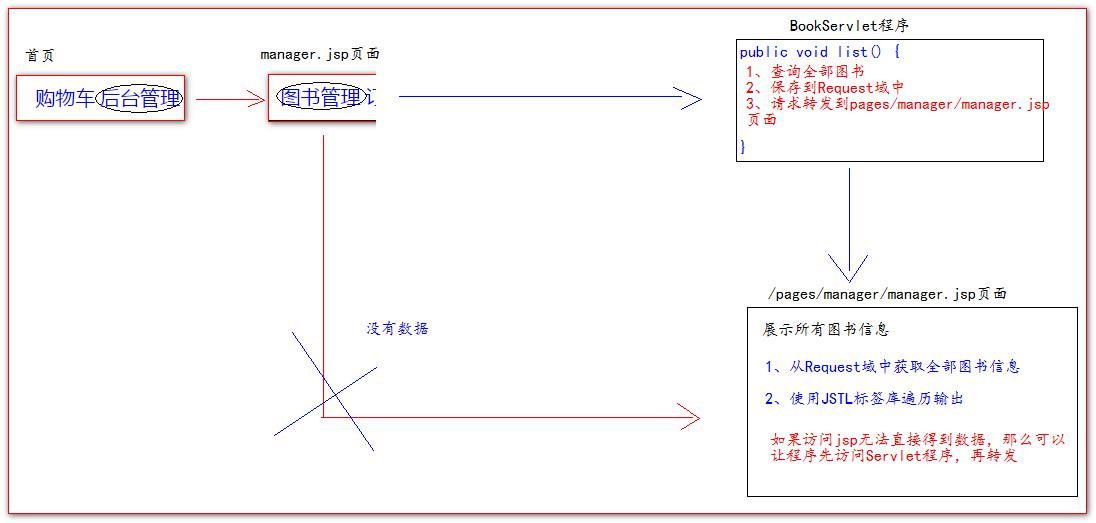 首页
购物车 后台管理
manager.jsp页面
图书管理
BookServlet程序
public void list() {
1、查询全部图书
2、保存到Request域中
3、请求转发到pages/manager/manager.jsp
页面
}
没有数据
/pages/manager/manager.jsp页面
展示所有图书信息
1、从Request域中获取全部图书信息
2、使用JSTL标签库遍历输出
如果访问jsp无法直接得到数据，那么可以
让程序先访问Servlet程序，再转发